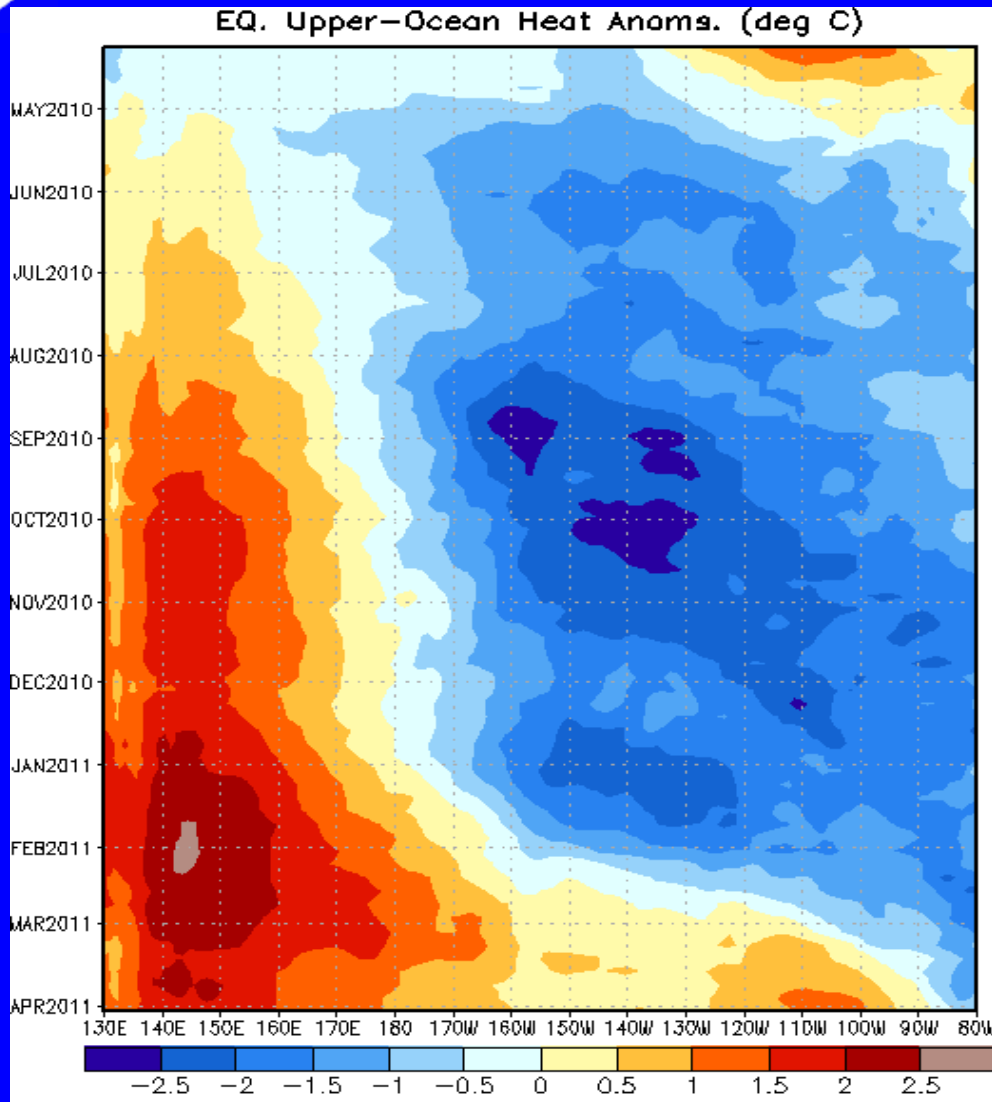 EQ. Upper-Ocean Heat Anoms. (deg C)
MAY2010
JUN2010
JUL2010
AUG2010
SEP2010
OCT2010
NOV2010
DEC2010
JAN2011
FEB2011
MAR2011
APR2011
130E 140E 150E 160E 170E 180 170W 160W 150W 140W 130W 120W 110W 100W 90W 80W
-2.5 -2 -1.5 -1 -0.5 0 0.5 1 1.5 2 2.5